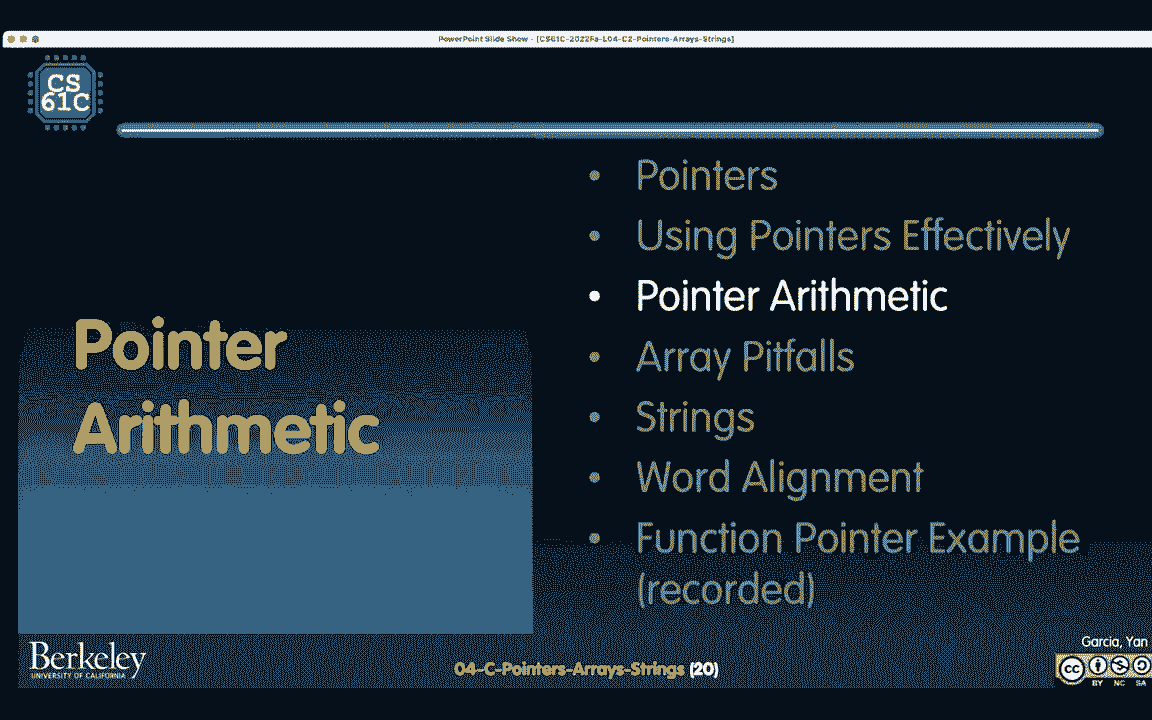 PowerPoint Slide Show - [CS61C-2022Fa-L04-C2-Pointers-Arrays-Strings]
CS
61C
• Pointers
• Using Pointers Effectively
• Pointer Arithmetic
• Array Pitfalls
• Strings
• Word Alignment
• Function Pointer Example
(recorded)
Pointer
Arithmetic
Berkeley
UNIVERSITY OF CALIFORNIA
04-C-Pointers-Arrays-Strings (20)
Garcia, Yan
cc
BY NC SA